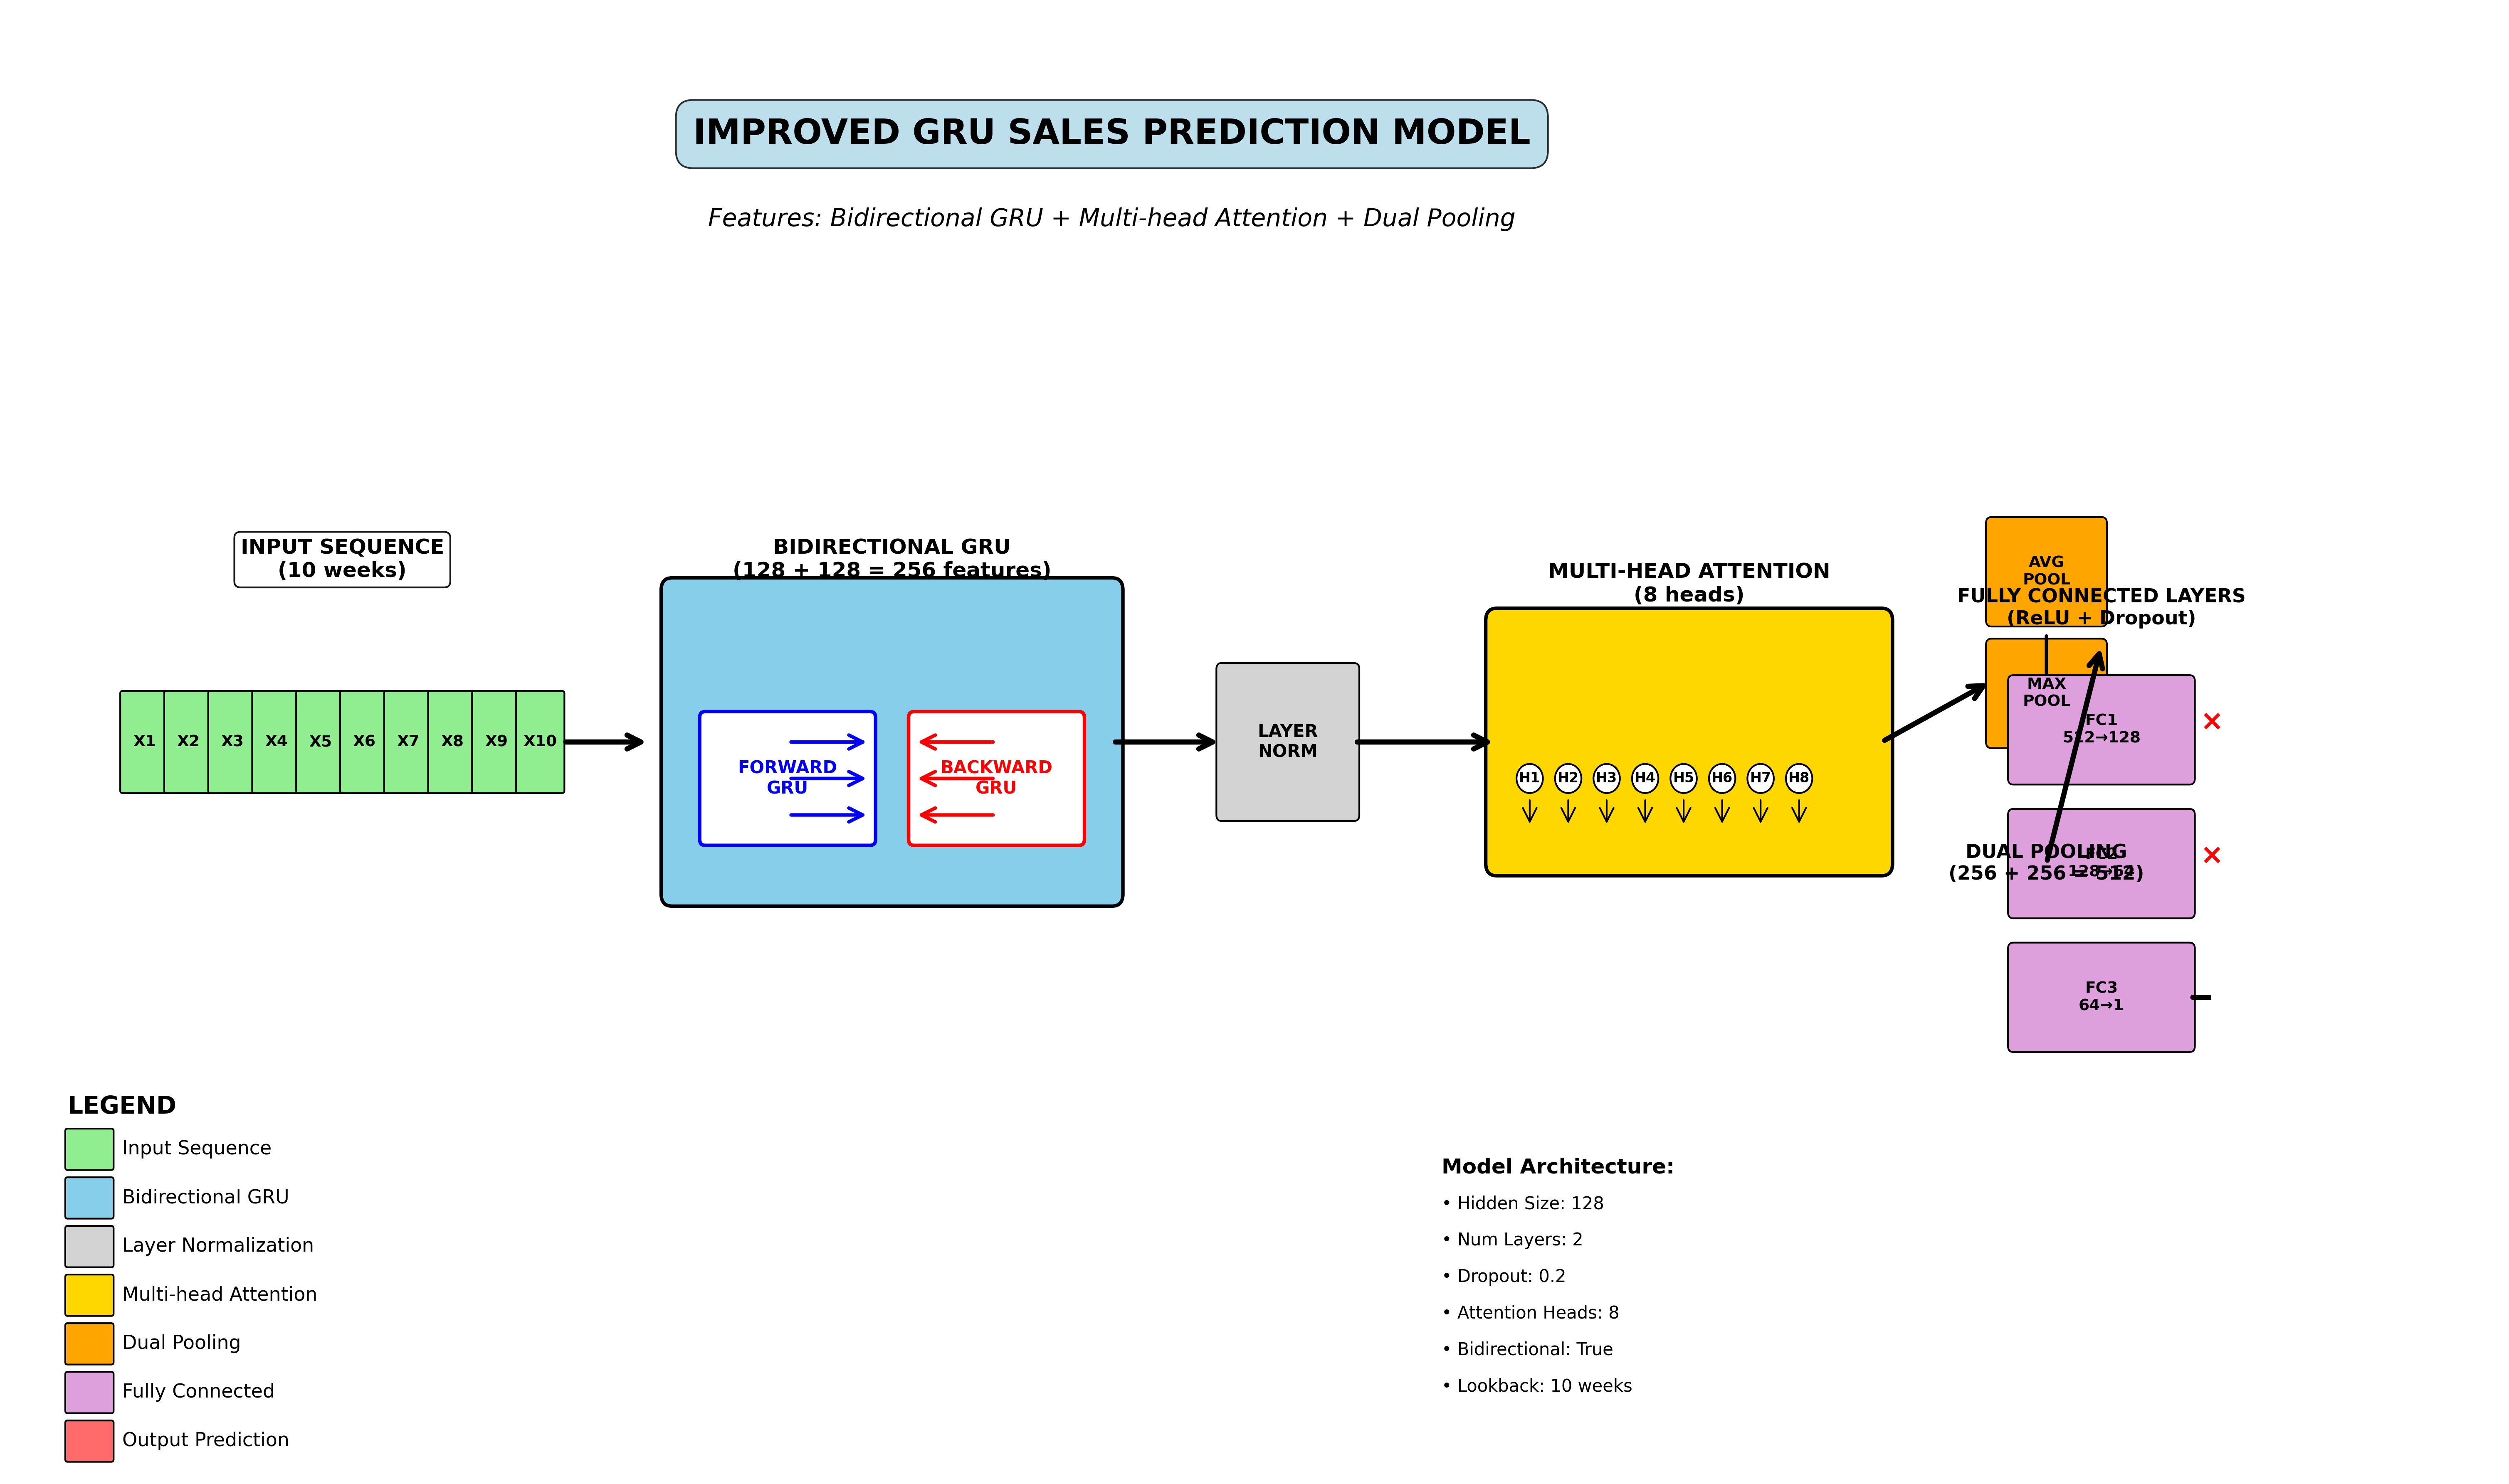 IMPROVED GRU SALES PREDICTION MODEL
Features: Bidirectional GRU + Multi-head Attention + Dual Pooling
INPUT SEQUENCE
(10 weeks)
X1 X2 X3 X4 X5 X6 X7 X8 X9 X10
BIDIRECTIONAL GRU
(128 + 128 = 256 features)
FORWARD
GRU
BACKWARD
GRU
LAYER
NORM
MULTI-HEAD ATTENTION
(8 heads)
H1 H2 H3 H4 H5 H6 H7 H8
AVG
POOL
MAX
POOL
FULLY CONNECTED LAYERS
(ReLU + Dropout)
FC1
512→128
×
DUAL POOLING
(256 + 256 = 512)
FC2
128→64
×
FC3
64→1
LEGEND
Input Sequence
Bidirectional GRU
Layer Normalization
Multi-head Attention
Dual Pooling
Fully Connected
Output Prediction
Model Architecture:
• Hidden Size: 128
• Num Layers: 2
• Dropout: 0.2
• Attention Heads: 8
• Bidirectional: True
• Lookback: 10 weeks